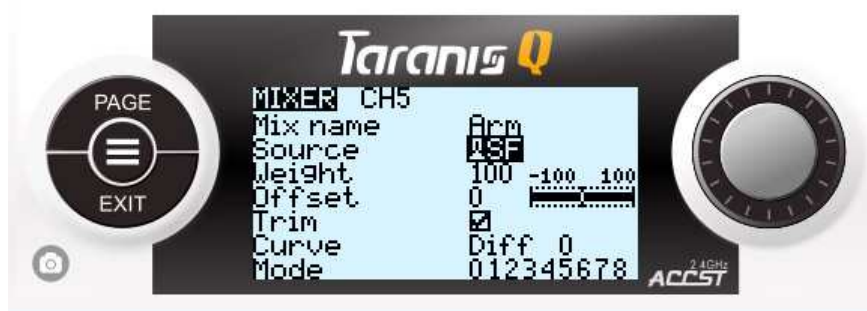 Taranis Q
PAGE
EXIT
MIXER CH5
Mix name Arm
Source SF
Weight 100 -100 100
Offset 0
Trim
Curve Diff 0
Mode 012345678
2.4GHz
ACCST